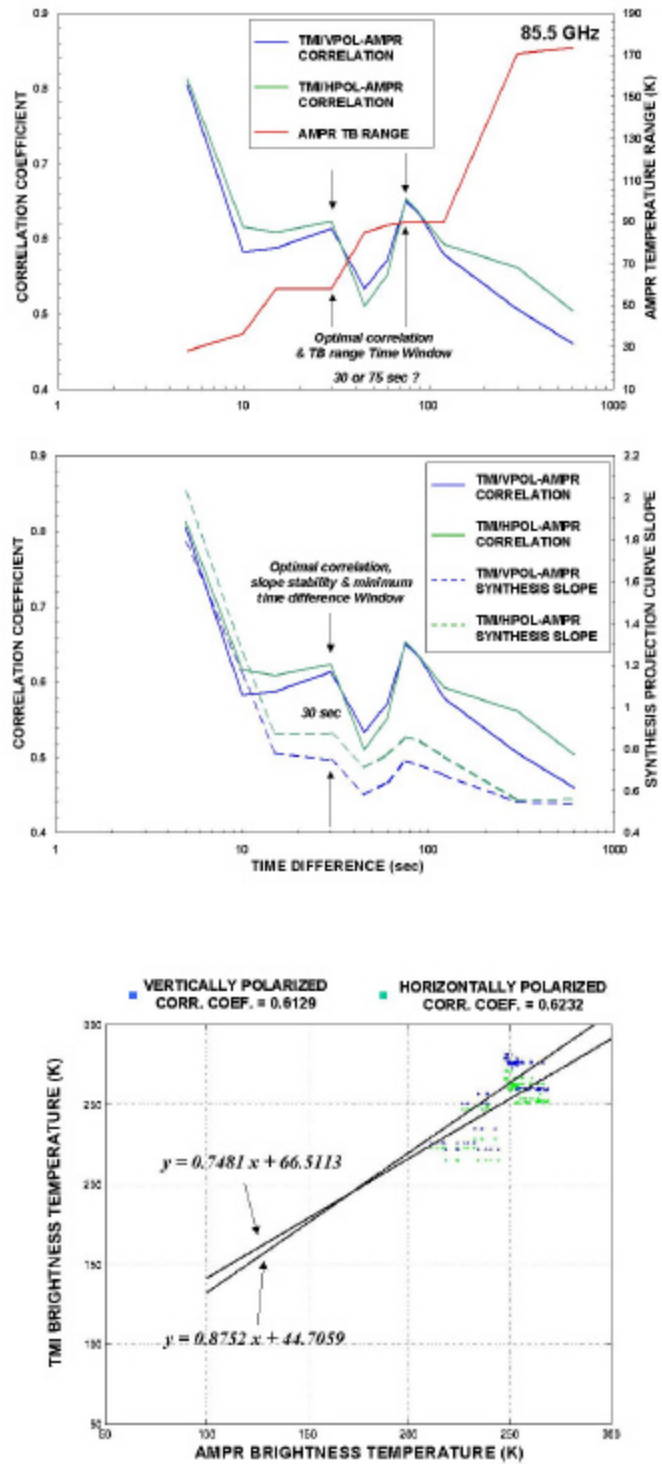 0.9
0.8
0.7
0.6
0.5
0.4
CORRELATION COEFFICIENT
TMI/VPOL-AMPR
CORRELATION
TMI/HPOL-AMPR
CORRELATION
AMPR TB RANGE
85.5 GHz
190
170
150
130
110
90
70
50
30
10
AMPR TEMPERATURE RANGE (K)
Optimal correlation
& TB range Time Window
30 or 75 sec ?
1 10 100 1000
0.9
0.8
0.7
0.6
0.5
0.4
CORRELATION COEFFICIENT
TMI/VPOL-AMPR
CORRELATION
TMI/HPOL-AMPR
CORRELATION
TMI/VPOL-AMPR
SYNTHESIS SLOPE
TMI/HPOL-AMPR
SYNTHESIS SLOPE
2.2
2
1.8
1.6
1.4
1.2
1
0.8
0.6
0.4
SYNTHESIS PROJECTION CURVE SLOPE
Optimal correlation,
slope stability & minimum
time difference Window
30 sec
1 10 100 1000
TIME DIFFERENCE (sec)
VERTICALLY POLARIZED
CORR. COEF. = 0.6129
HORIZONTALLY POLARIZED
CORR. COEF. = 0.6232
300
250
200
150
100
50
TMI BRIGHTNESS TEMPERATURE (K)
y = 0.7481 x + 66.5113
y = 0.8752 x + 44.7059
50 100 150 200 250 300
AMPR BRIGHTNESS TEMPERATURE (K)